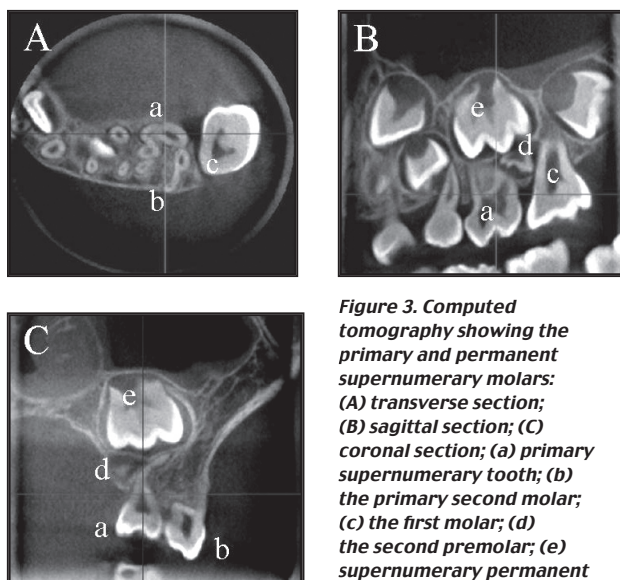 A
a
c
b
B
e
d
c
a
C
e
d
a
b
Figure 3. Computed
tomography showing the
primary and permanent
supernumerary molars:
(A) transverse section;
(B) sagittal section; (C)
coronal section; (a) primary
supernumerary tooth; (b)
the primary second molar;
(c) the first molar; (d)
the second premolar; (e)
supernumerary permanent